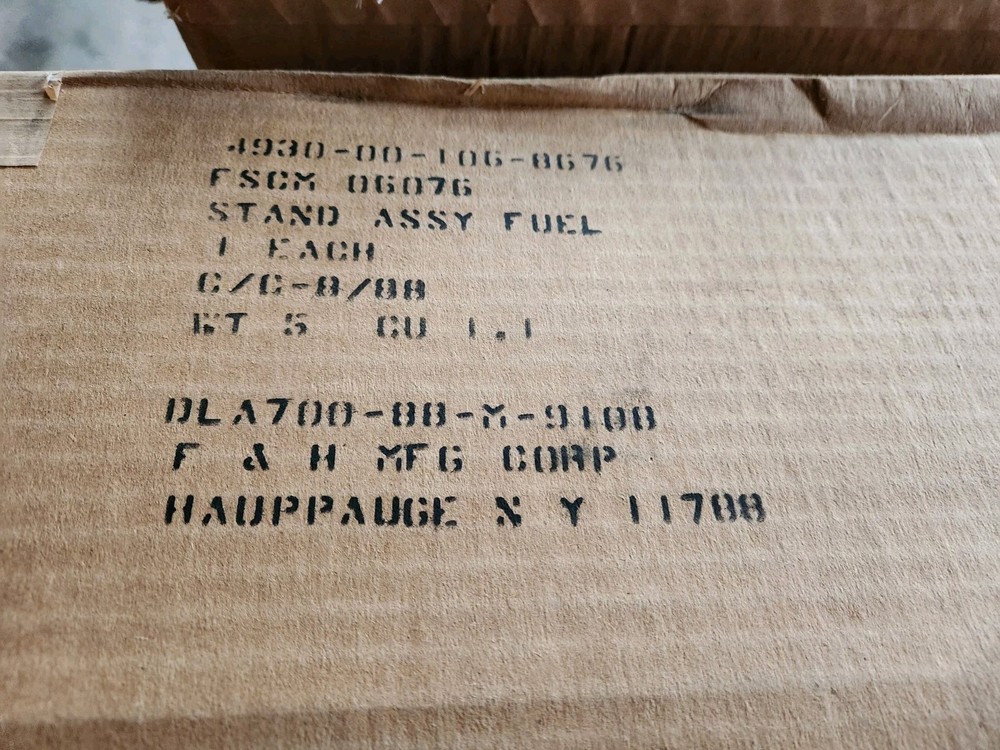 4930-00-106-8676
FSCM 06076
STAND ASSY FUEL
1 EACH
C/C-8/88
WT 5 CU 1.1
DLA700-88-M-9188
F & H MFG CORP
HAUPPAUGE N Y 11788